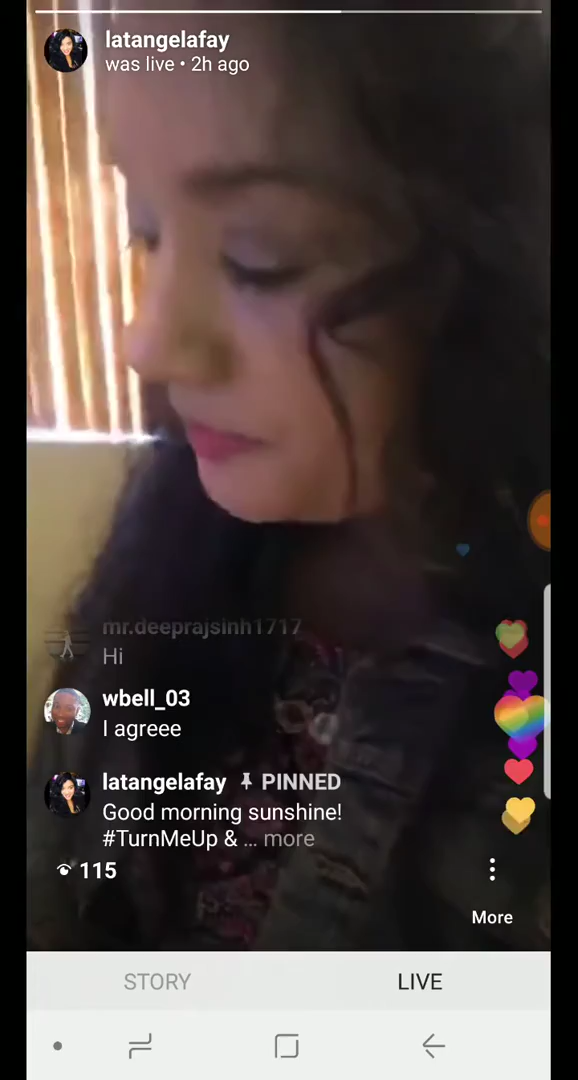 latangelafay
was live • 2h ago
mr.deeprajsinh1717
Hi
wbell_03
I agreee
latangelafay PINNED
Good morning sunshine!
#TurnMeUp & ... more
115
More
STORY LIVE